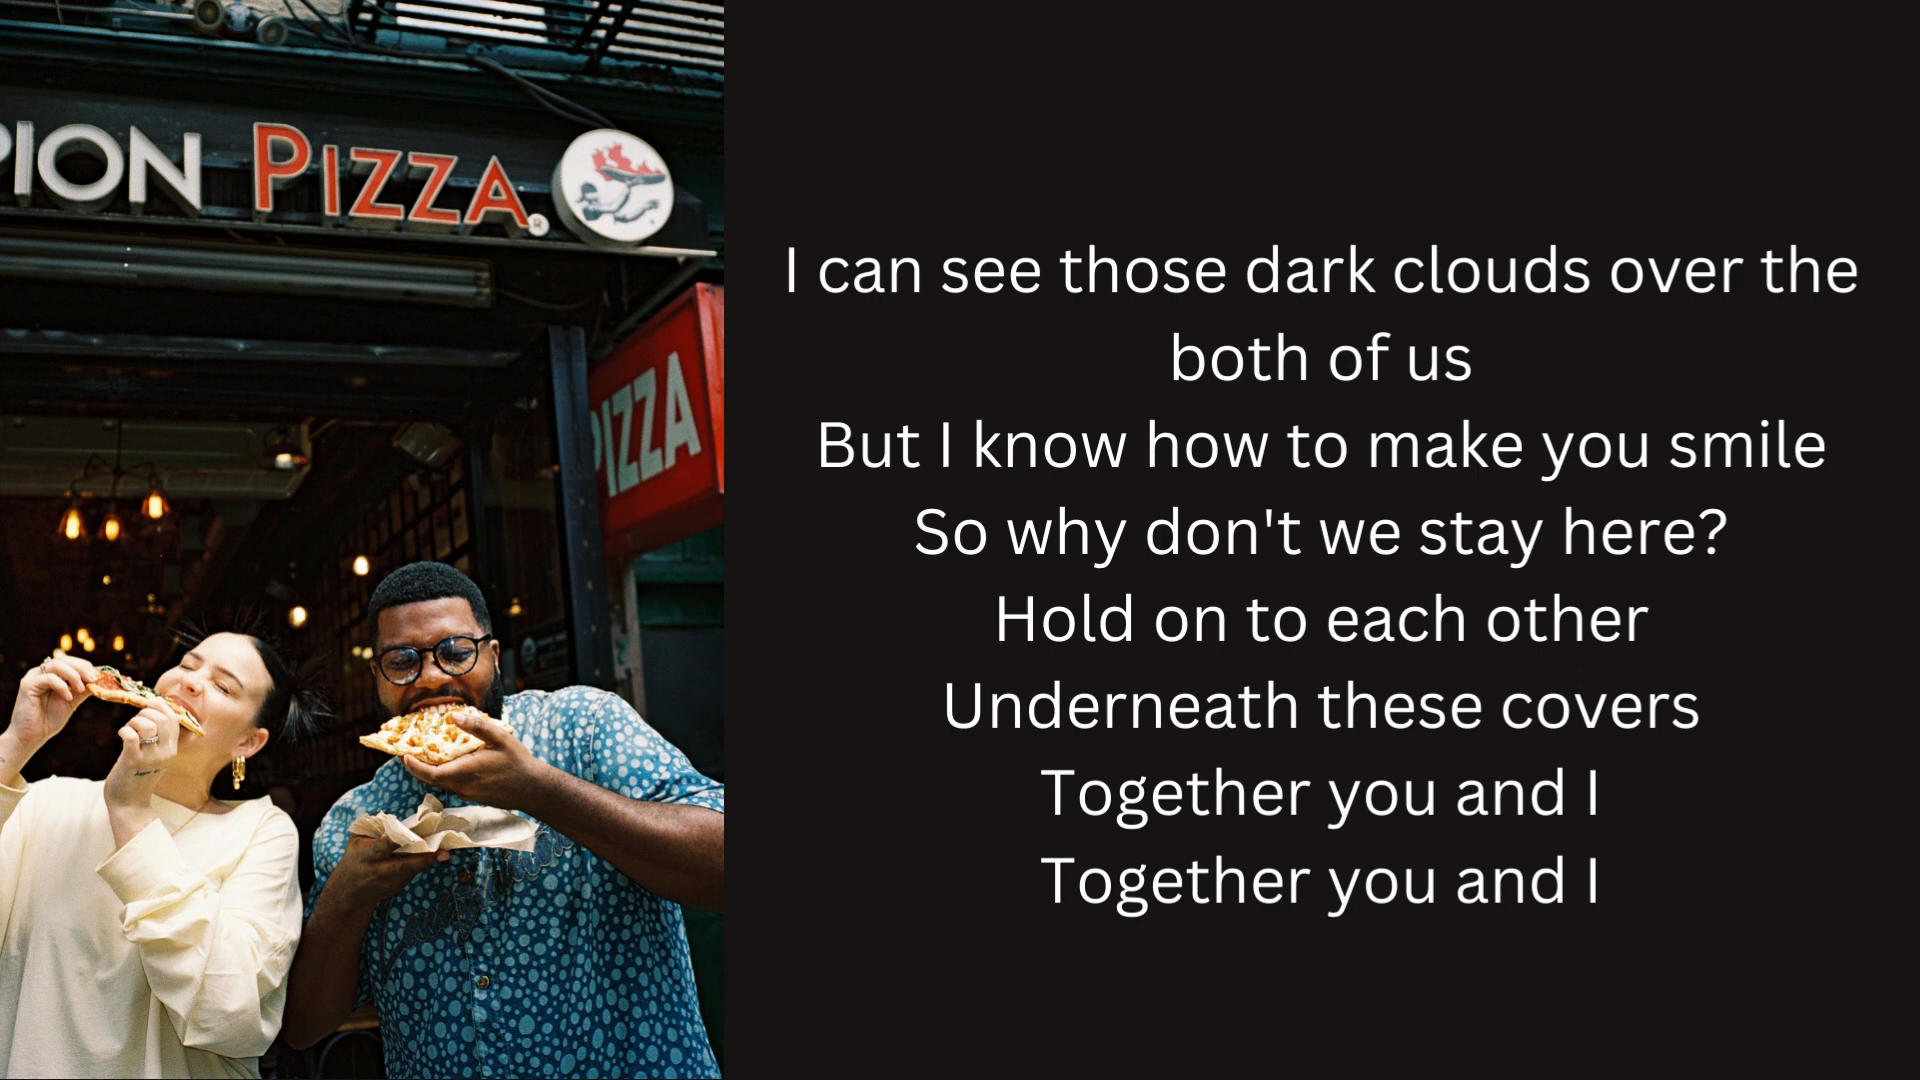 PION PIZZA®
PIZZA
I can see those dark clouds over the
both of us
But I know how to make you smile
So why don't we stay here?
Hold on to each other
Underneath these covers
Together you and I
Together you and I